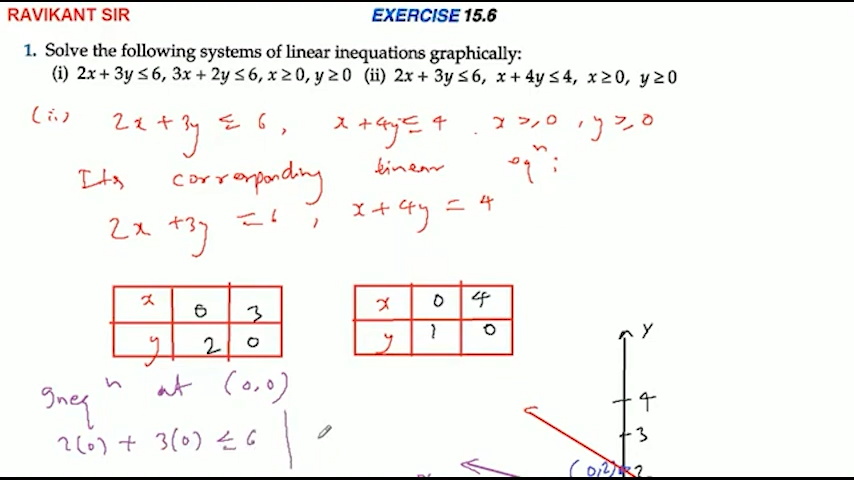 RAVIKANT SIR
EXERCISE 15.6
1. Solve the following systems of linear inequations graphically:
(i) 2x + 3y ≤ 6, 3x + 2y ≤ 6, x ≥ 0, y ≥ 0 (ii) 2x + 3y ≤ 6, x + 4y ≤ 4, x ≥ 0, y ≥ 0
(ii) 2x + 3y ≤ 6, x + 4y ≤ 4, x ≥ 0, y ≥ 0
Its corresponding linear eqⁿ:
2x + 3y = 6, x + 4y = 4
x 0 3
y 2 0
x 0 4
y 1 0
Ineqⁿ at (0,0)
2(0) + 3(0) ≤ 6
Y
4
3
(0,2) 2